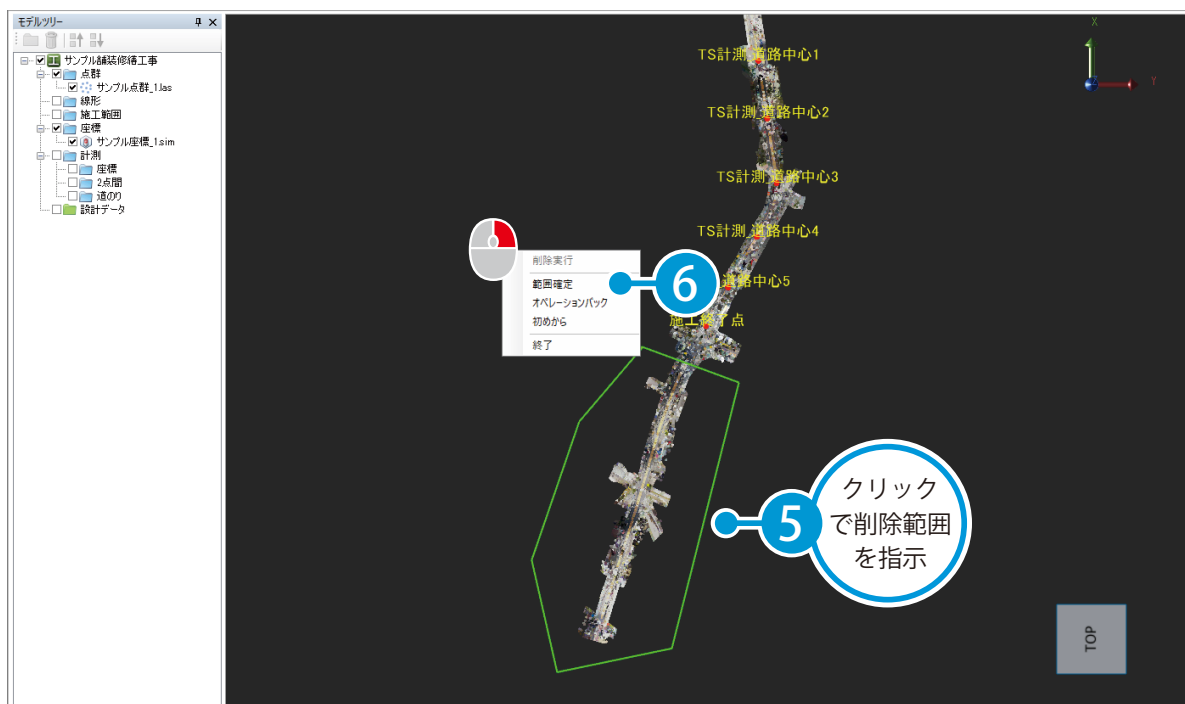 モデルツリー
サンプル舗装修繕工事
点群
サンプル点群_1.las
線形
施工範囲
座標
サンプル座標_1.sim
計測
座標
2点間
道のり
設計データ
TS計測_道路中心1
TS計測_道路中心2
TS計測_道路中心3
TS計測_道路中心4
道路中心5
施工終了点
X
Y
削除実行
範囲確定
オペレーションバック
初めから
終了
6
5
クリック
で削除範囲
を指示
TOP